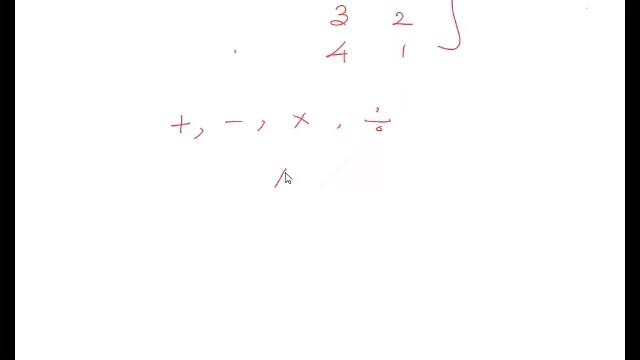 3 2
4 1
+, -, ×, ÷
/